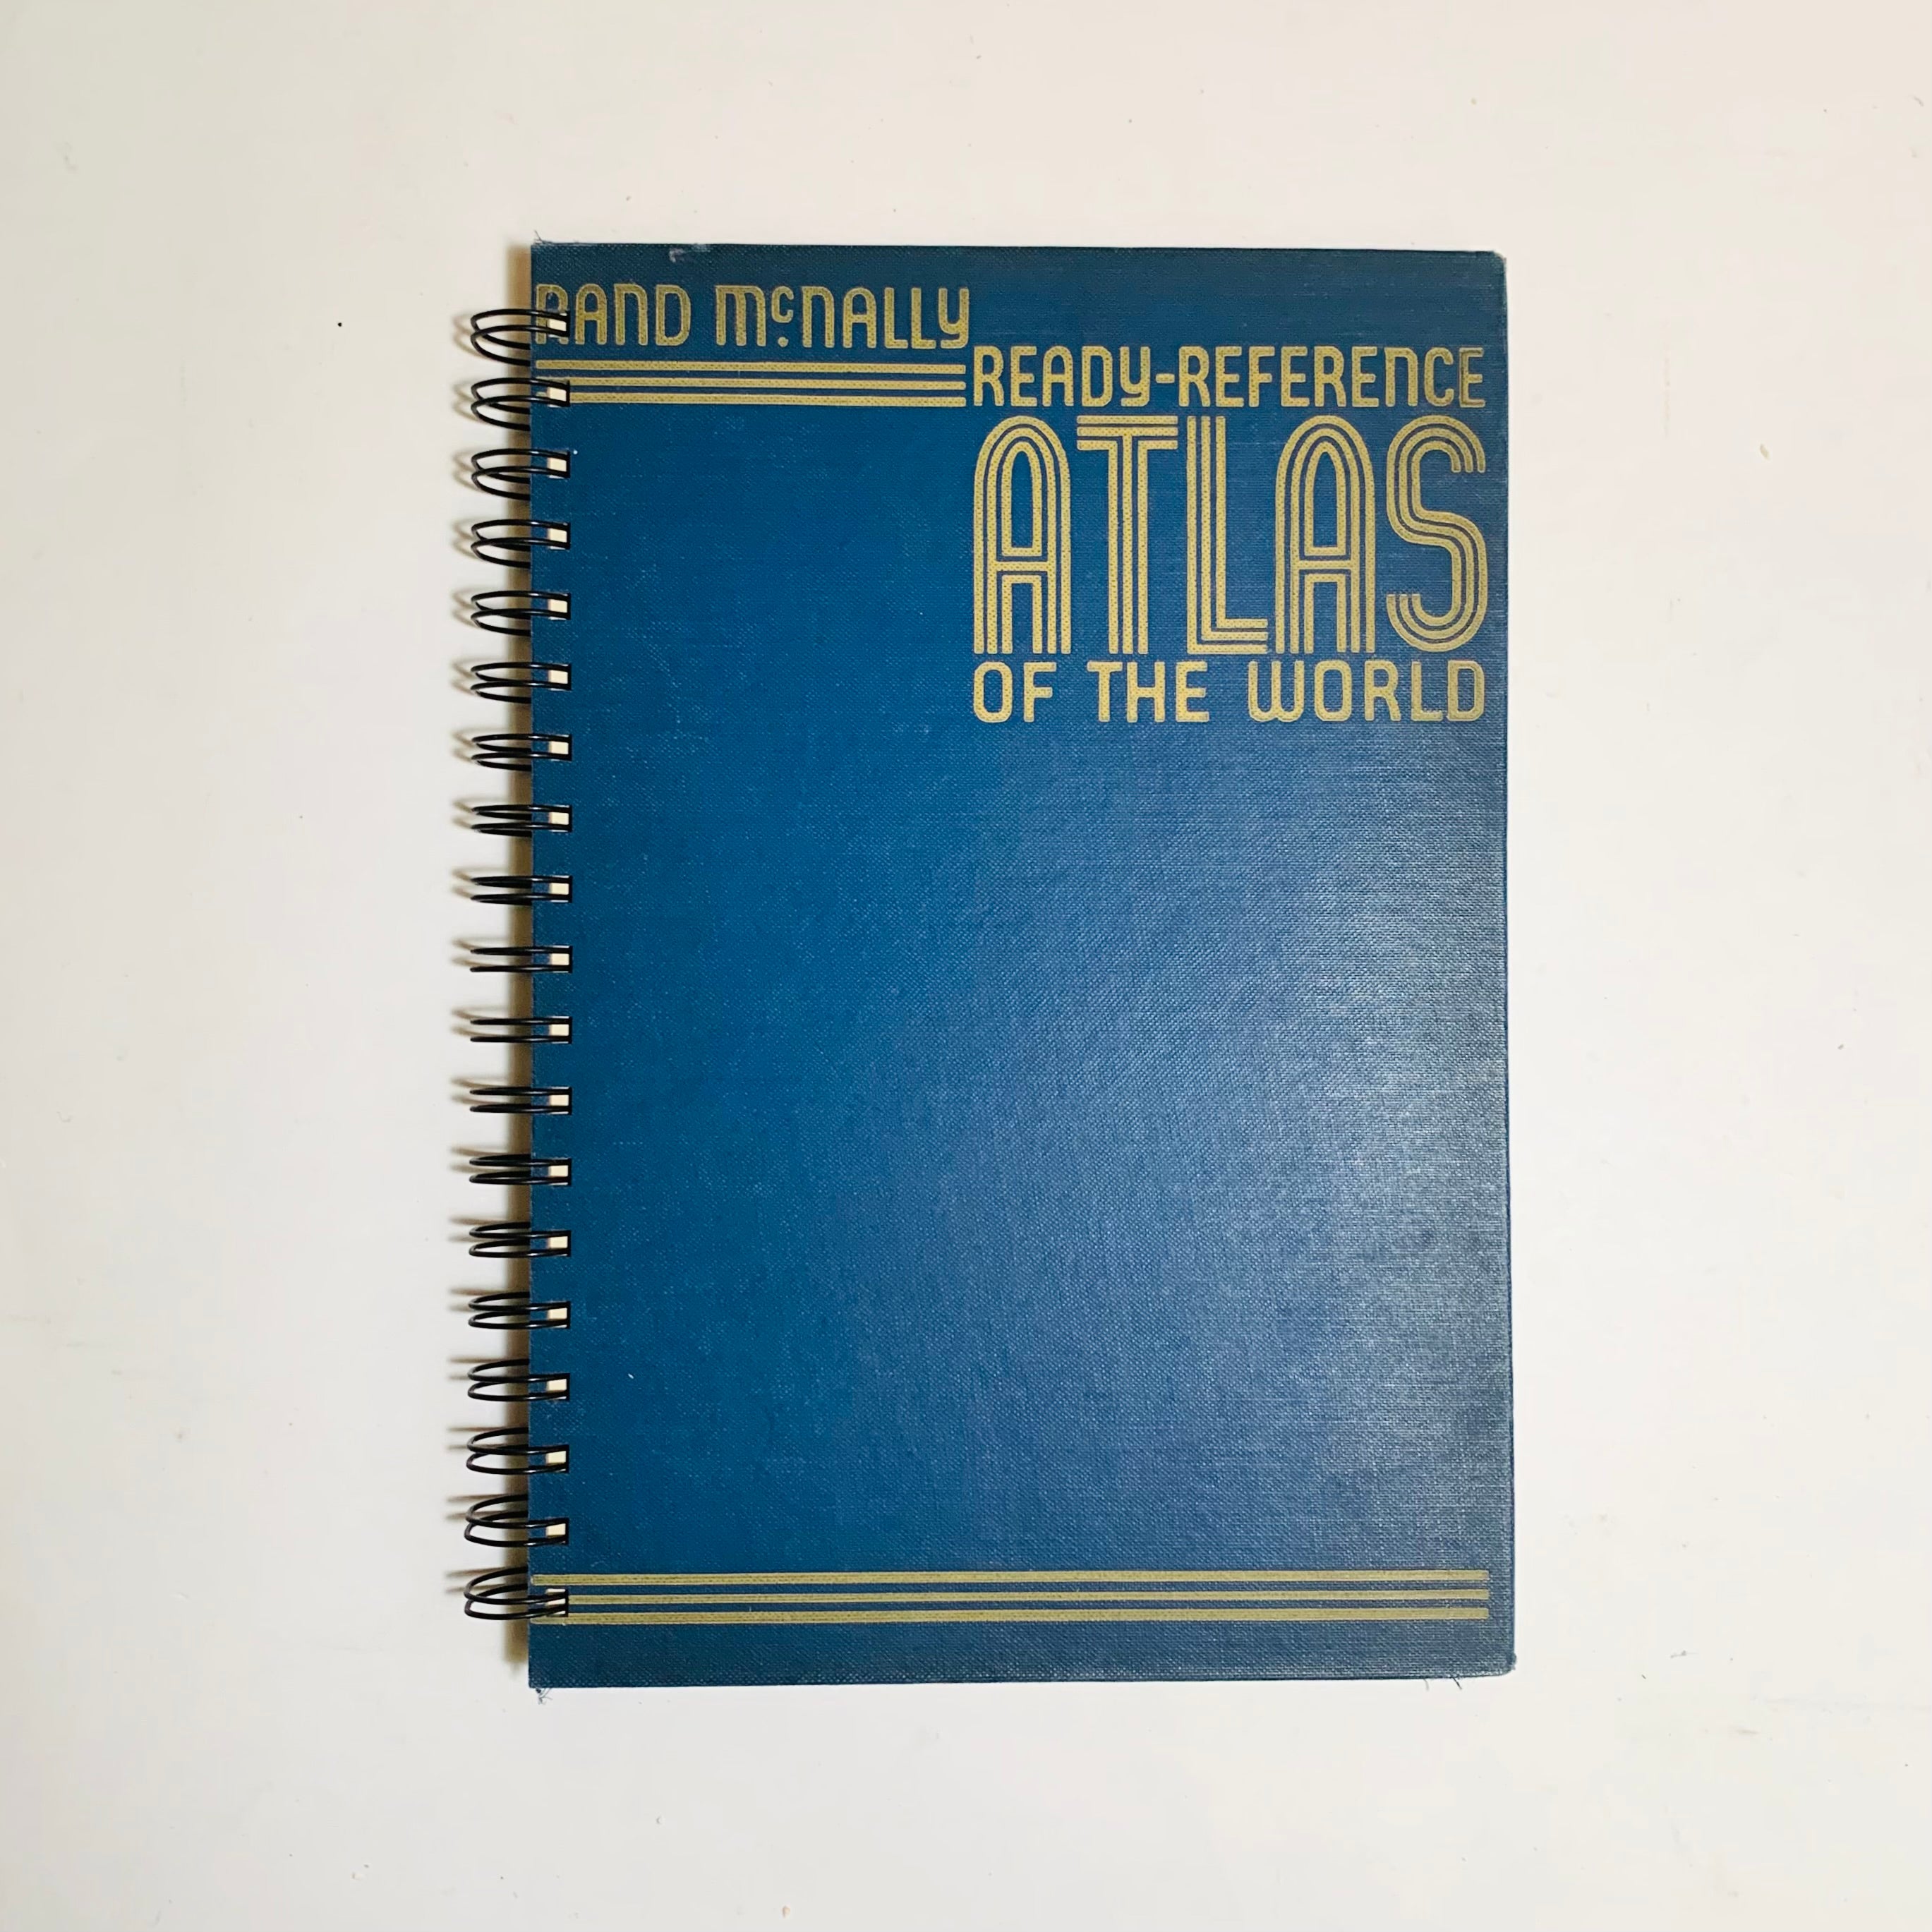 RAND McNALLY
READY-REFERENCE
ATLAS
OF THE WORLD